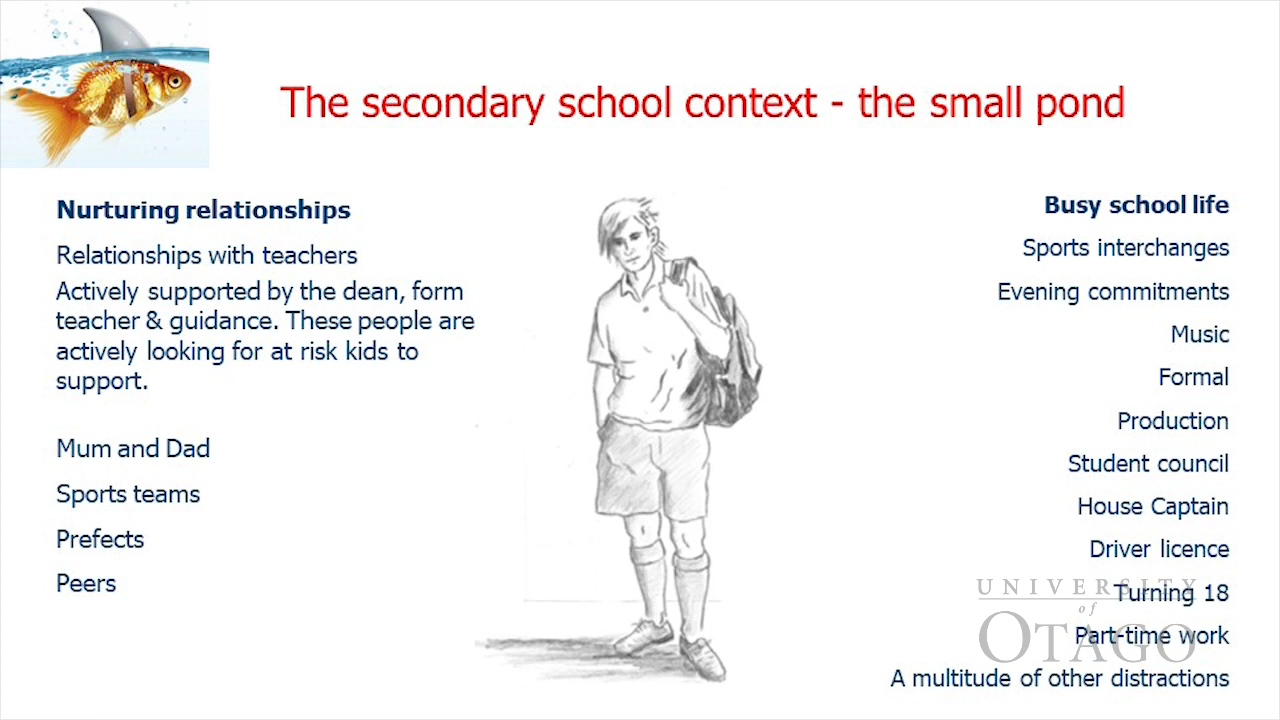 The secondary school context - the small pond
Nurturing relationships
Relationships with teachers
Actively supported by the dean, form
teacher & guidance. These people are
actively looking for at risk kids to
support.
Mum and Dad
Sports teams
Prefects
Peers
Busy school life
Sports interchanges
Evening commitments
Music
Formal
Production
Student council
House Captain
Driver licence
Turning 18
Part-time work
A multitude of other distractions
UNIVERSITY
of
OTAGO